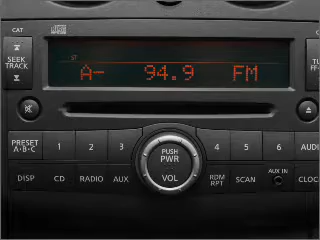 CAT
SEEK
TRACK
ST
A- 94.9 FM
PRESET
A·B·C
1 2 3
PUSH
PWR
VOL
4 5 6 AUDI
DISP CD RADIO AUX
RDM
RPT
SCAN
AUX IN
CLOC